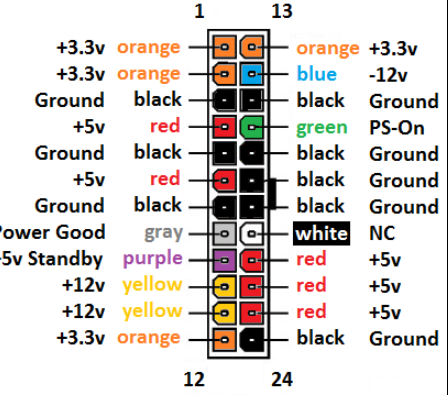 1 13
+3.3v orange orange +3.3v
+3.3v orange blue -12v
Ground black black Ground
+5v red green PS-On
Ground black black Ground
+5v red black Ground
Ground black black Ground
Power Good gray white NC
+5v Standby purple red +5v
+12v yellow red +5v
+12v yellow red +5v
+3.3v orange black Ground
12 24